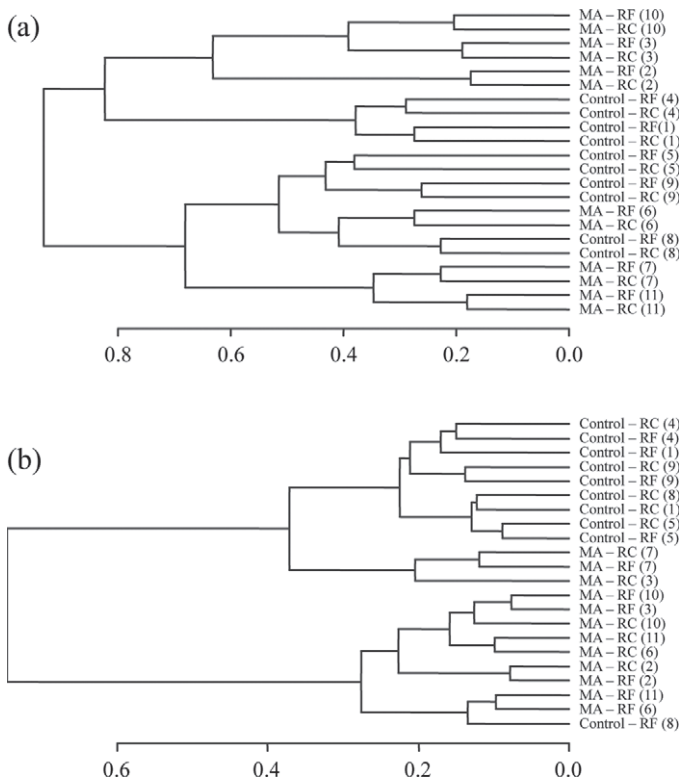 (a)
MA – RF (10)
MA – RC (10)
MA – RF (3)
MA – RC (3)
MA – RF (2)
MA – RC (2)
Control – RF (4)
Control – RC (4)
Control – RF(1)
Control – RC (1)
Control – RF (5)
Control – RC (5)
Control – RF (9)
Control – RC (9)
MA – RF (6)
MA – RC (6)
Control – RF (8)
Control – RC (8)
MA – RF (7)
MA – RC (7)
MA – RF (11)
MA – RC (11)
0.8 0.6 0.4 0.2 0.0
(b)
Control – RC (4)
Control – RF (4)
Control – RF (1)
Control – RC (9)
Control – RF (9)
Control – RC (8)
Control – RC (1)
Control – RC (5)
Control – RF (5)
MA – RC (7)
MA – RF (7)
MA – RC (3)
MA – RF (10)
MA – RF (3)
MA – RC (10)
MA – RC (11)
MA – RC (6)
MA – RC (2)
MA – RF (2)
MA – RF (11)
MA – RF (6)
Control – RF (8)
0.6 0.4 0.2 0.0